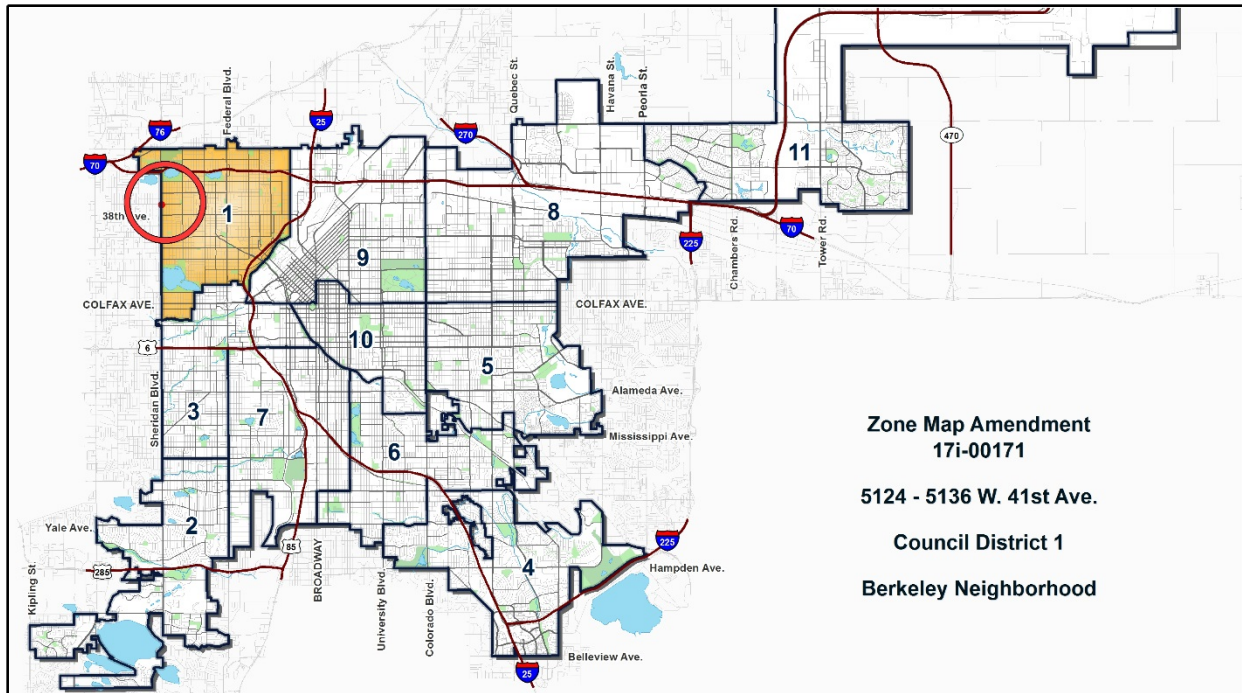 Quebec St.
Havana St.
Peoria St.
Federal Blvd.
25
76
270
470
70
11
1
8
38th Ave.
225
Chambers Rd.
70
Tower Rd.
9
COLFAX AVE.
COLFAX AVE.
10
6
5
Alameda Ave.
Sheridan Blvd.
3
7
Mississippi Ave.
6
Zone Map Amendment
17i-00171
5124 - 5136 W. 41st Ave.
Council District 1
Berkeley Neighborhood
Yale Ave.
2
85
225
285
4
Hampden Ave.
Kipling St.
BROADWAY
University Blvd.
Colorado Blvd.
Belleview Ave.
25